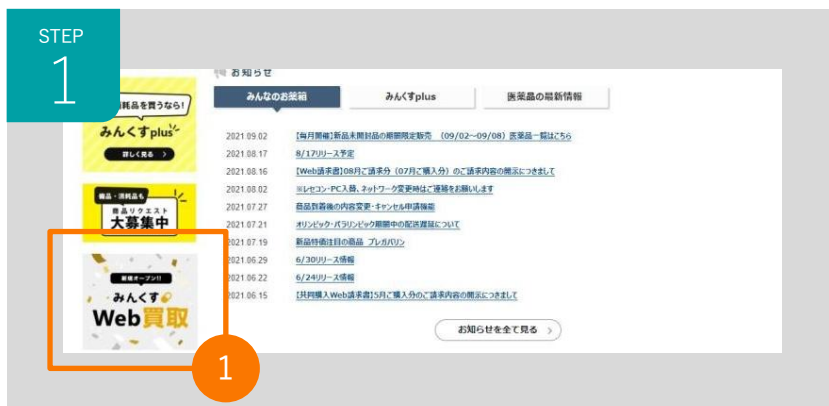 STEP
1
お知らせ
みんなのお薬箱
みんくすplus
医薬品の最新情報
耗品を買うなら!
みんくすplus
詳しく見る
商品・消耗品も
商品リクエスト
大募集中
新規オープン!!
みんくす
Web買取
2021.09.02 【毎月開催】新品未開封品の期間限定販売 (09/02～09/08) 医薬品一覧はこちら
2021.08.17 8/17リリース予定
2021.08.16 【Web請求書】08月ご請求分（07月ご購入分）のご請求内容の開示につきまして
2021.08.02 ※レセコン・PC入替、ネットワーク変更時はご連絡をお願いします
2021.07.27 商品到着後の内容変更・キャンセル申請機能
2021.07.21 オリンピック・パラリンピック期間中の配送遅延について
2021.07.19 新品特価注目の商品 プレガバリン
2021.06.29 6/30リリース情報
2021.06.22 6/24リリース情報
2021.06.15 【共同購入Web請求書】5月ご購入分のご請求内容の開示につきまして
お知らせを全て見る
1